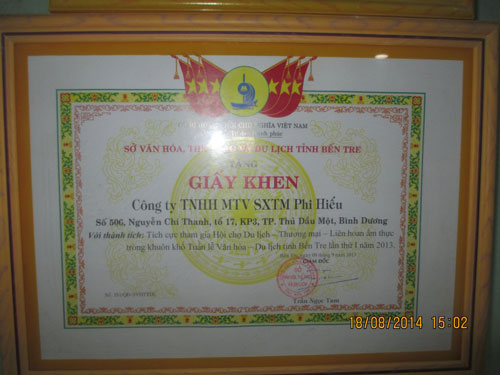 CHỦ NGHĨA VIỆT NAM
SỞ VĂN HÓA, THỂ THAO VÀ DU LỊCH TỈNH BẾN TRE
TẶNG
GIẤY KHEN
Công ty TNHH MTV SXTM Phi Hiếu
Số 506, Nguyễn Chí Thanh, tổ 17, KP3, TP. Thủ Dầu Một, Bình Dương
Với thành tích: Tích cực tham gia Hội chợ Du lịch – Thương mại – Liên hoan ẩm thực
trong khuôn khổ Tuần lễ Văn hóa – Du lịch tỉnh Bến Tre lần thứ I năm 2013.
GIÁM ĐỐC
Trần Ngọc Tam
18/08/2014 15:02